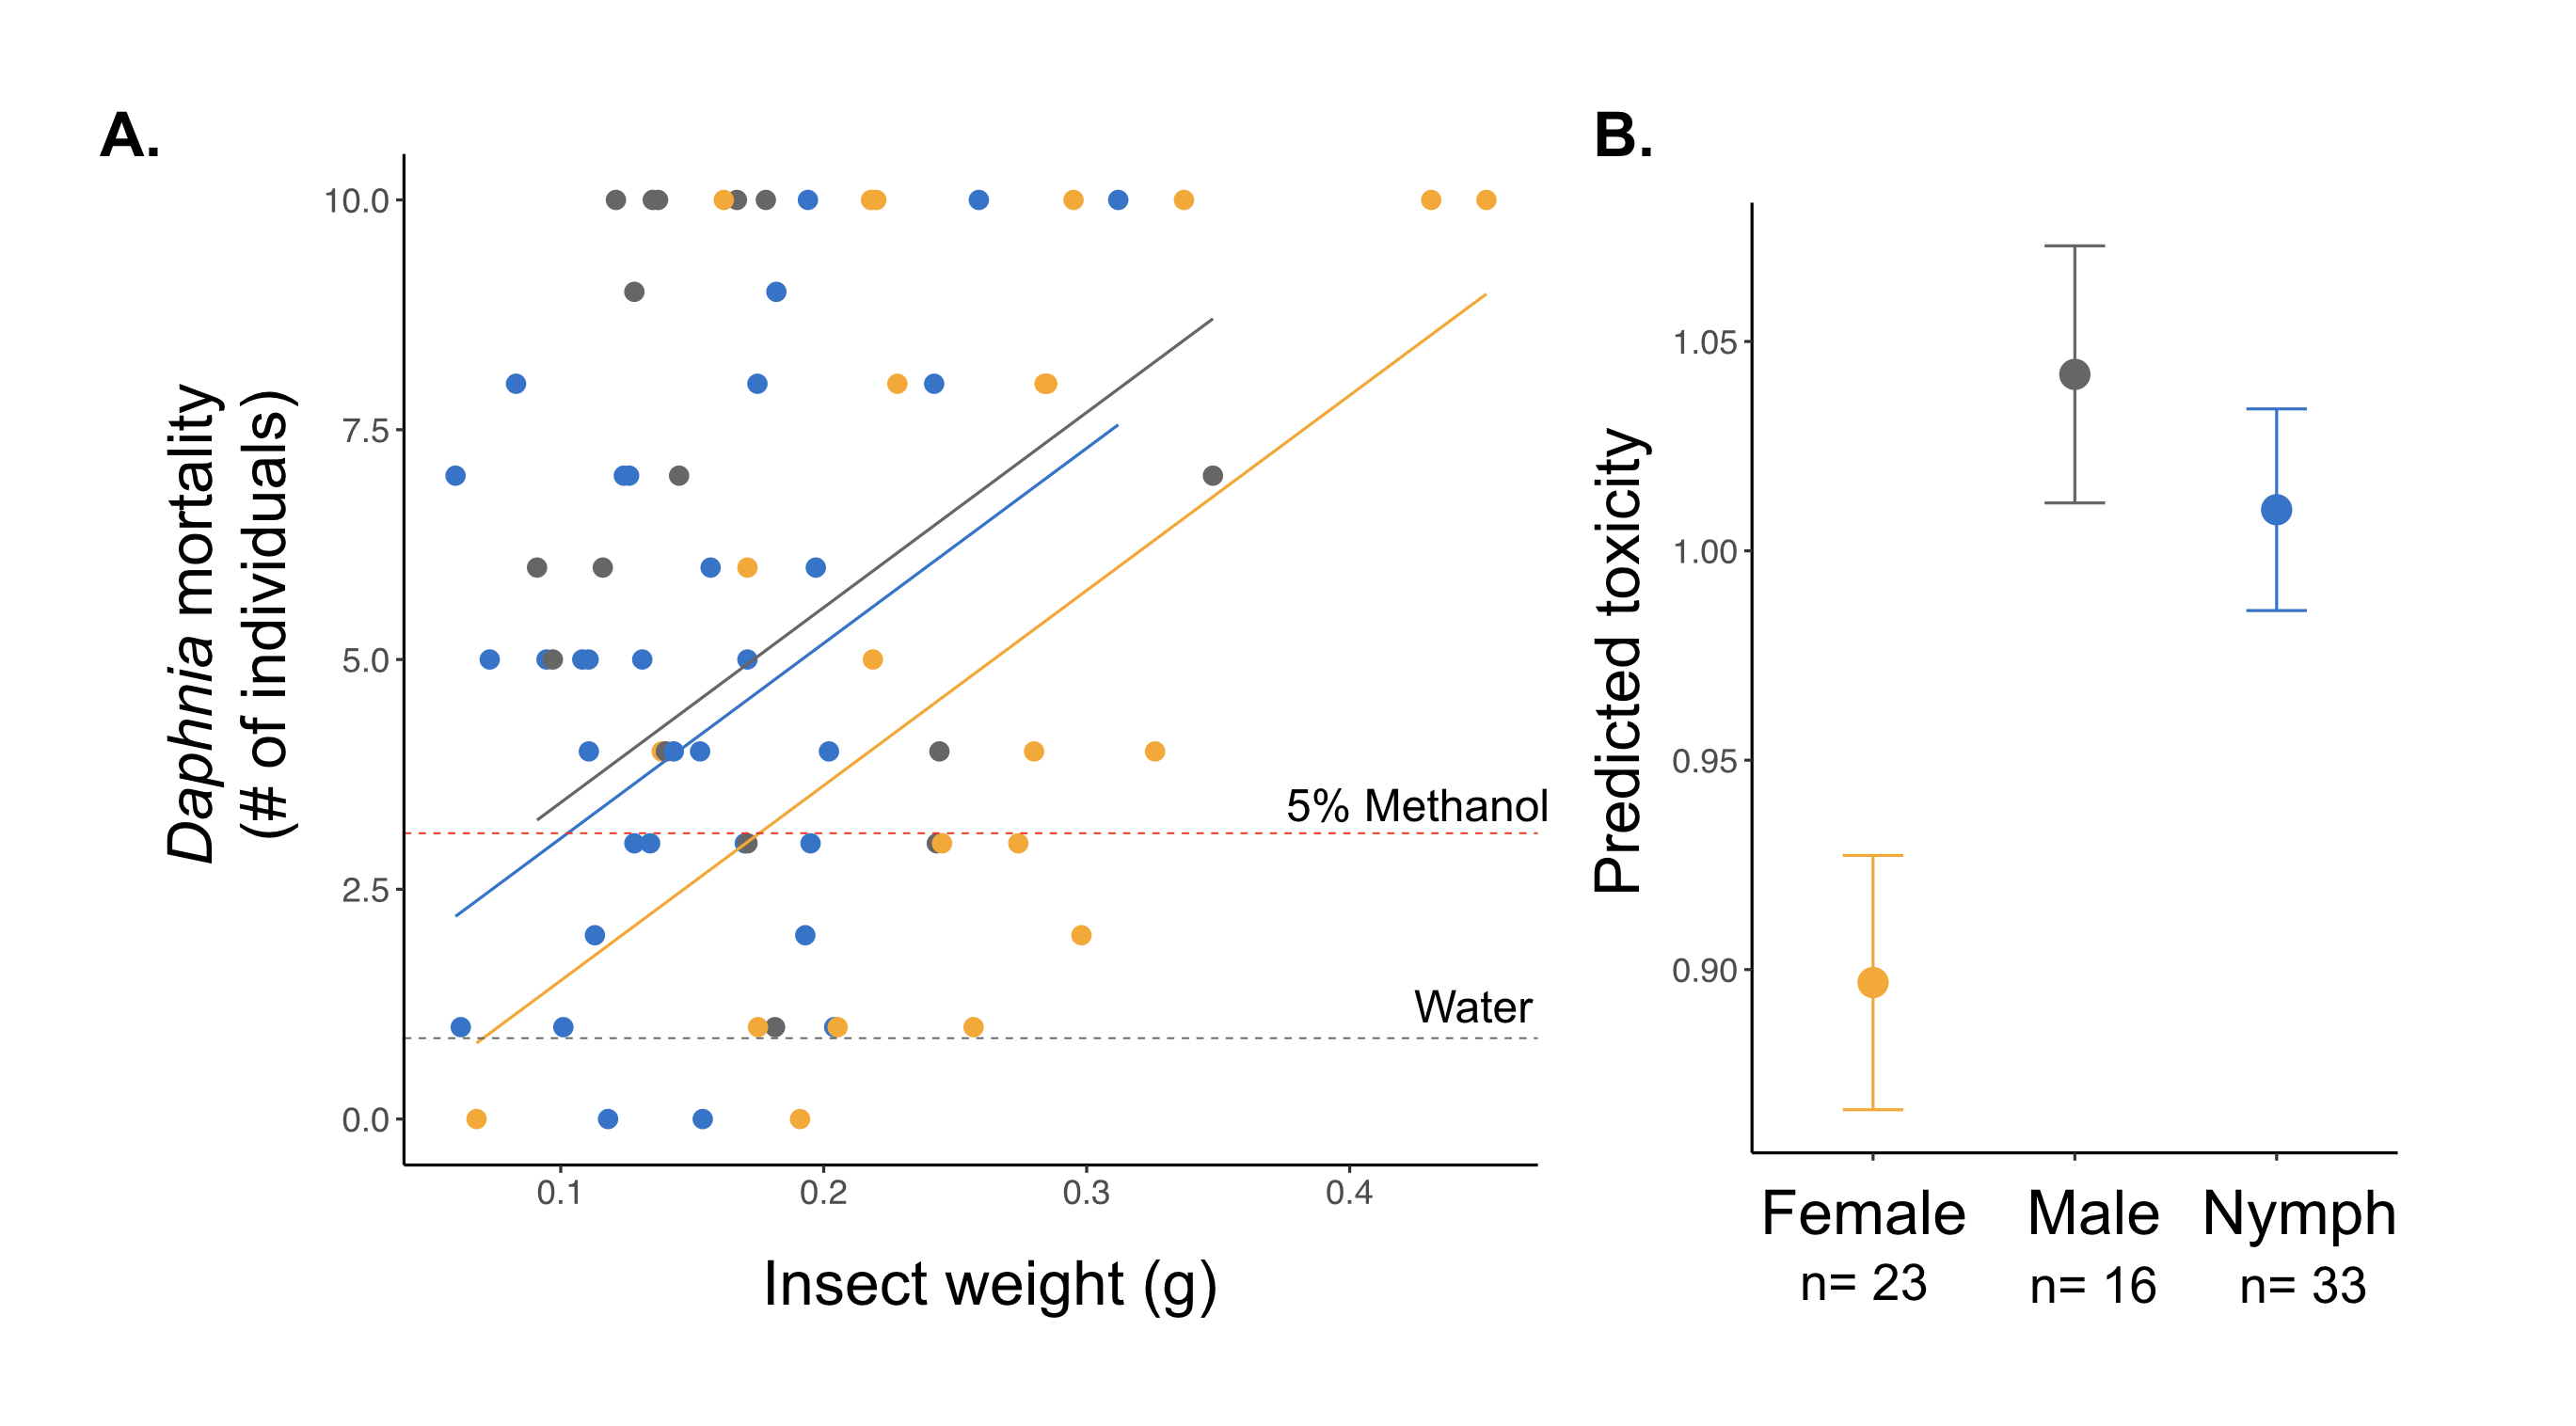 A.
10.0
7.5
5.0
2.5
0.0
Daphnia mortality
(# of individuals)
5% Methanol
Water
0.1
0.2
0.3
0.4
Insect weight (g)
B.
1.05
1.00
0.95
0.90
Predicted toxicity
Female
Male
Nymph
n= 23
n= 16
n= 33